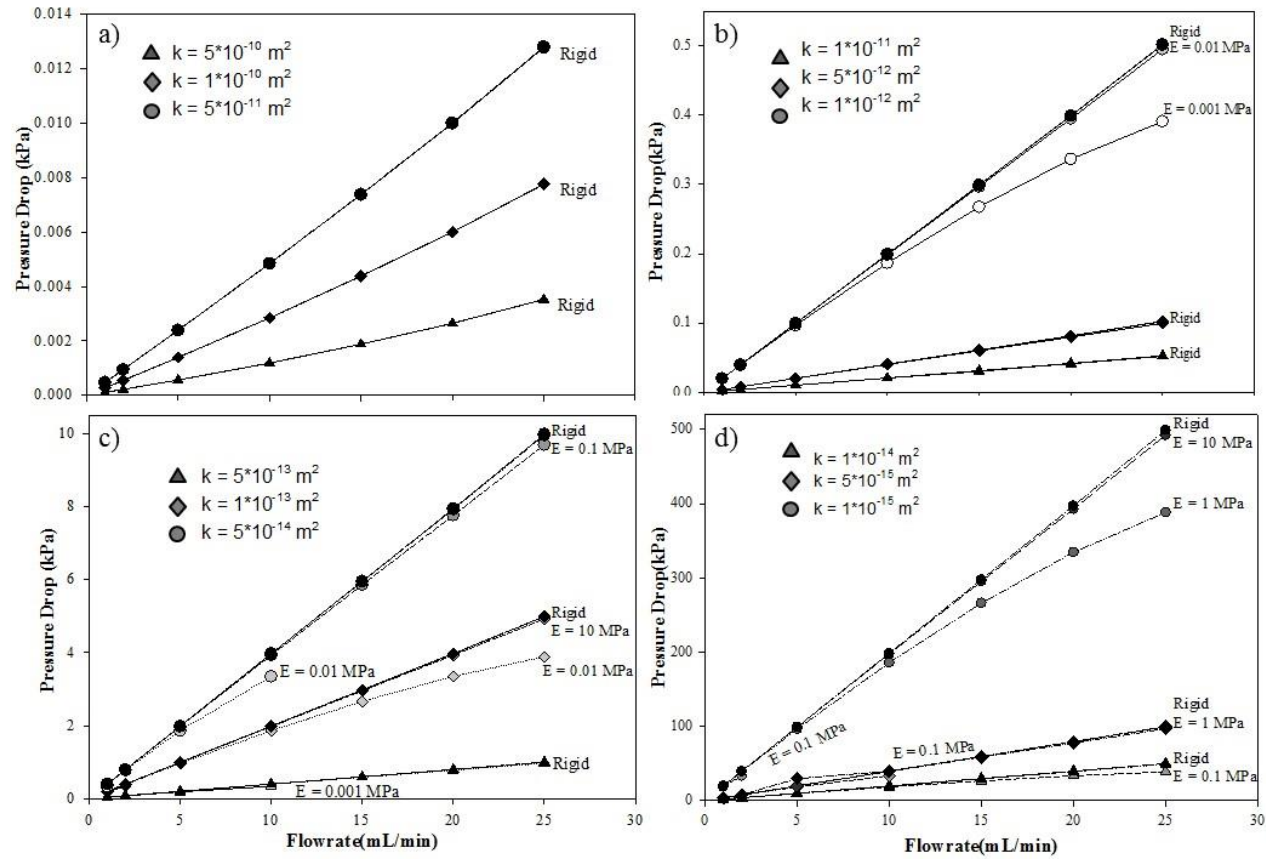 a)
k = 5*10⁻¹⁰ m²
k = 1*10⁻¹⁰ m²
k = 5*10⁻¹¹ m²
Rigid
Rigid
Rigid
Pressure Drop (kPa)
0.014
0.012
0.010
0.008
0.006
0.004
0.002
0.000
b)
k = 1*10⁻¹¹ m²
k = 5*10⁻¹² m²
k = 1*10⁻¹² m²
Rigid
E = 0.01 MPa
E = 0.001 MPa
Rigid
Rigid
Pressure Drop(kPa)
0.5
0.4
0.3
0.2
0.1
0.0
c)
k = 5*10⁻¹³ m²
k = 1*10⁻¹³ m²
k = 5*10⁻¹⁴ m²
Rigid
E = 0.1 MPa
Rigid
E = 10 MPa
E = 0.01 MPa
E = 0.01 MPa
Rigid
E = 0.001 MPa
Pressure Drop (kPa)
10
8
6
4
2
0
0 5 10 15 20 25 30
Flowrate(mL/min)
d)
k = 1*10⁻¹⁴ m²
k = 5*10⁻¹⁵ m²
k = 1*10⁻¹⁵ m²
Rigid
E = 10 MPa
E = 1 MPa
Rigid
E = 1 MPa
E = 0.1 MPa
E = 0.1 MPa
Rigid
E = 0.1 MPa
Pressure Drop(kPa)
500
400
300
200
100
0
0 5 10 15 20 25 30
Flowrate(mL/min)